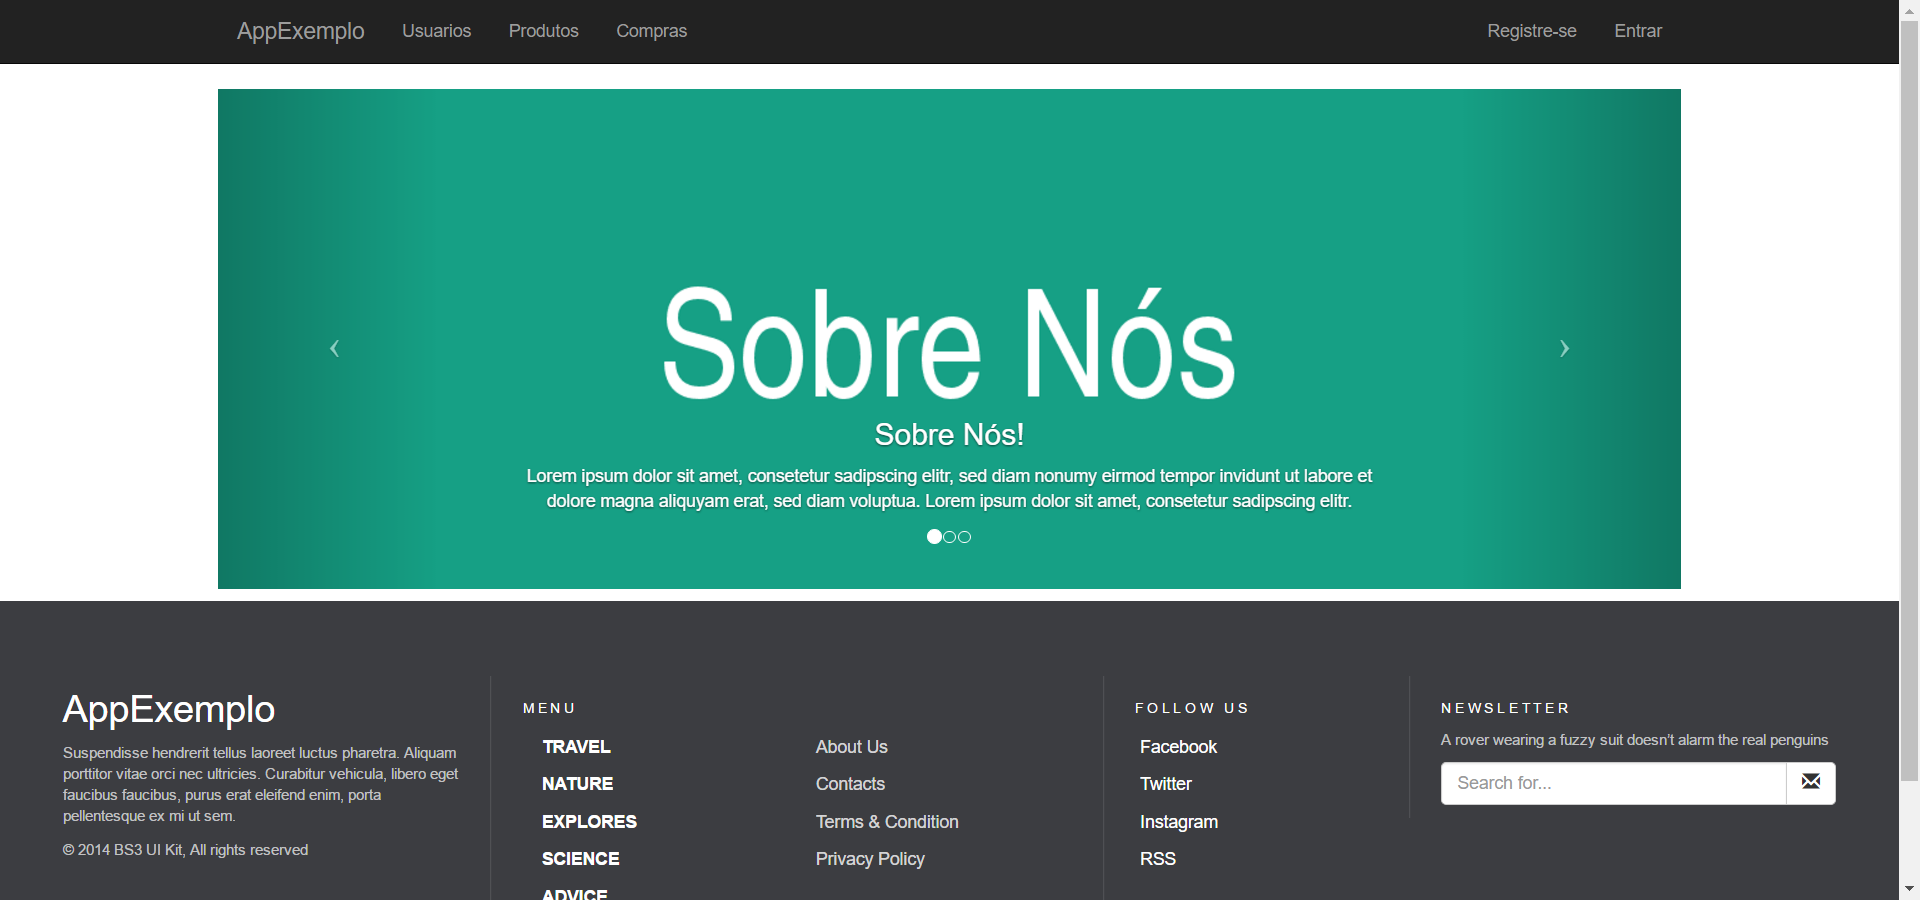 AppExemplo Usuarios Produtos Compras Registre-se Entrar
Sobre Nós
Sobre Nós!
Lorem ipsum dolor sit amet, consetetur sadipscing elitr, sed diam nonumy eirmod tempor invidunt ut labore et
dolore magna aliquyam erat, sed diam voluptua. Lorem ipsum dolor sit amet, consetetur sadipscing elitr.
AppExemplo
Suspendisse hendrerit tellus laoreet luctus pharetra. Aliquam
porttitor vitae orci nec ultricies. Curabitur vehicula, libero eget
faucibus faucibus, purus erat eleifend enim, porta
pellentesque ex mi ut sem.
© 2014 BS3 UI Kit, All rights reserved
MENU
TRAVEL
NATURE
EXPLORES
SCIENCE
ADVICE
About Us
Contacts
Terms & Condition
Privacy Policy
FOLLOW US
Facebook
Twitter
Instagram
RSS
NEWSLETTER
A rover wearing a fuzzy suit doesn’t alarm the real penguins
Search for...